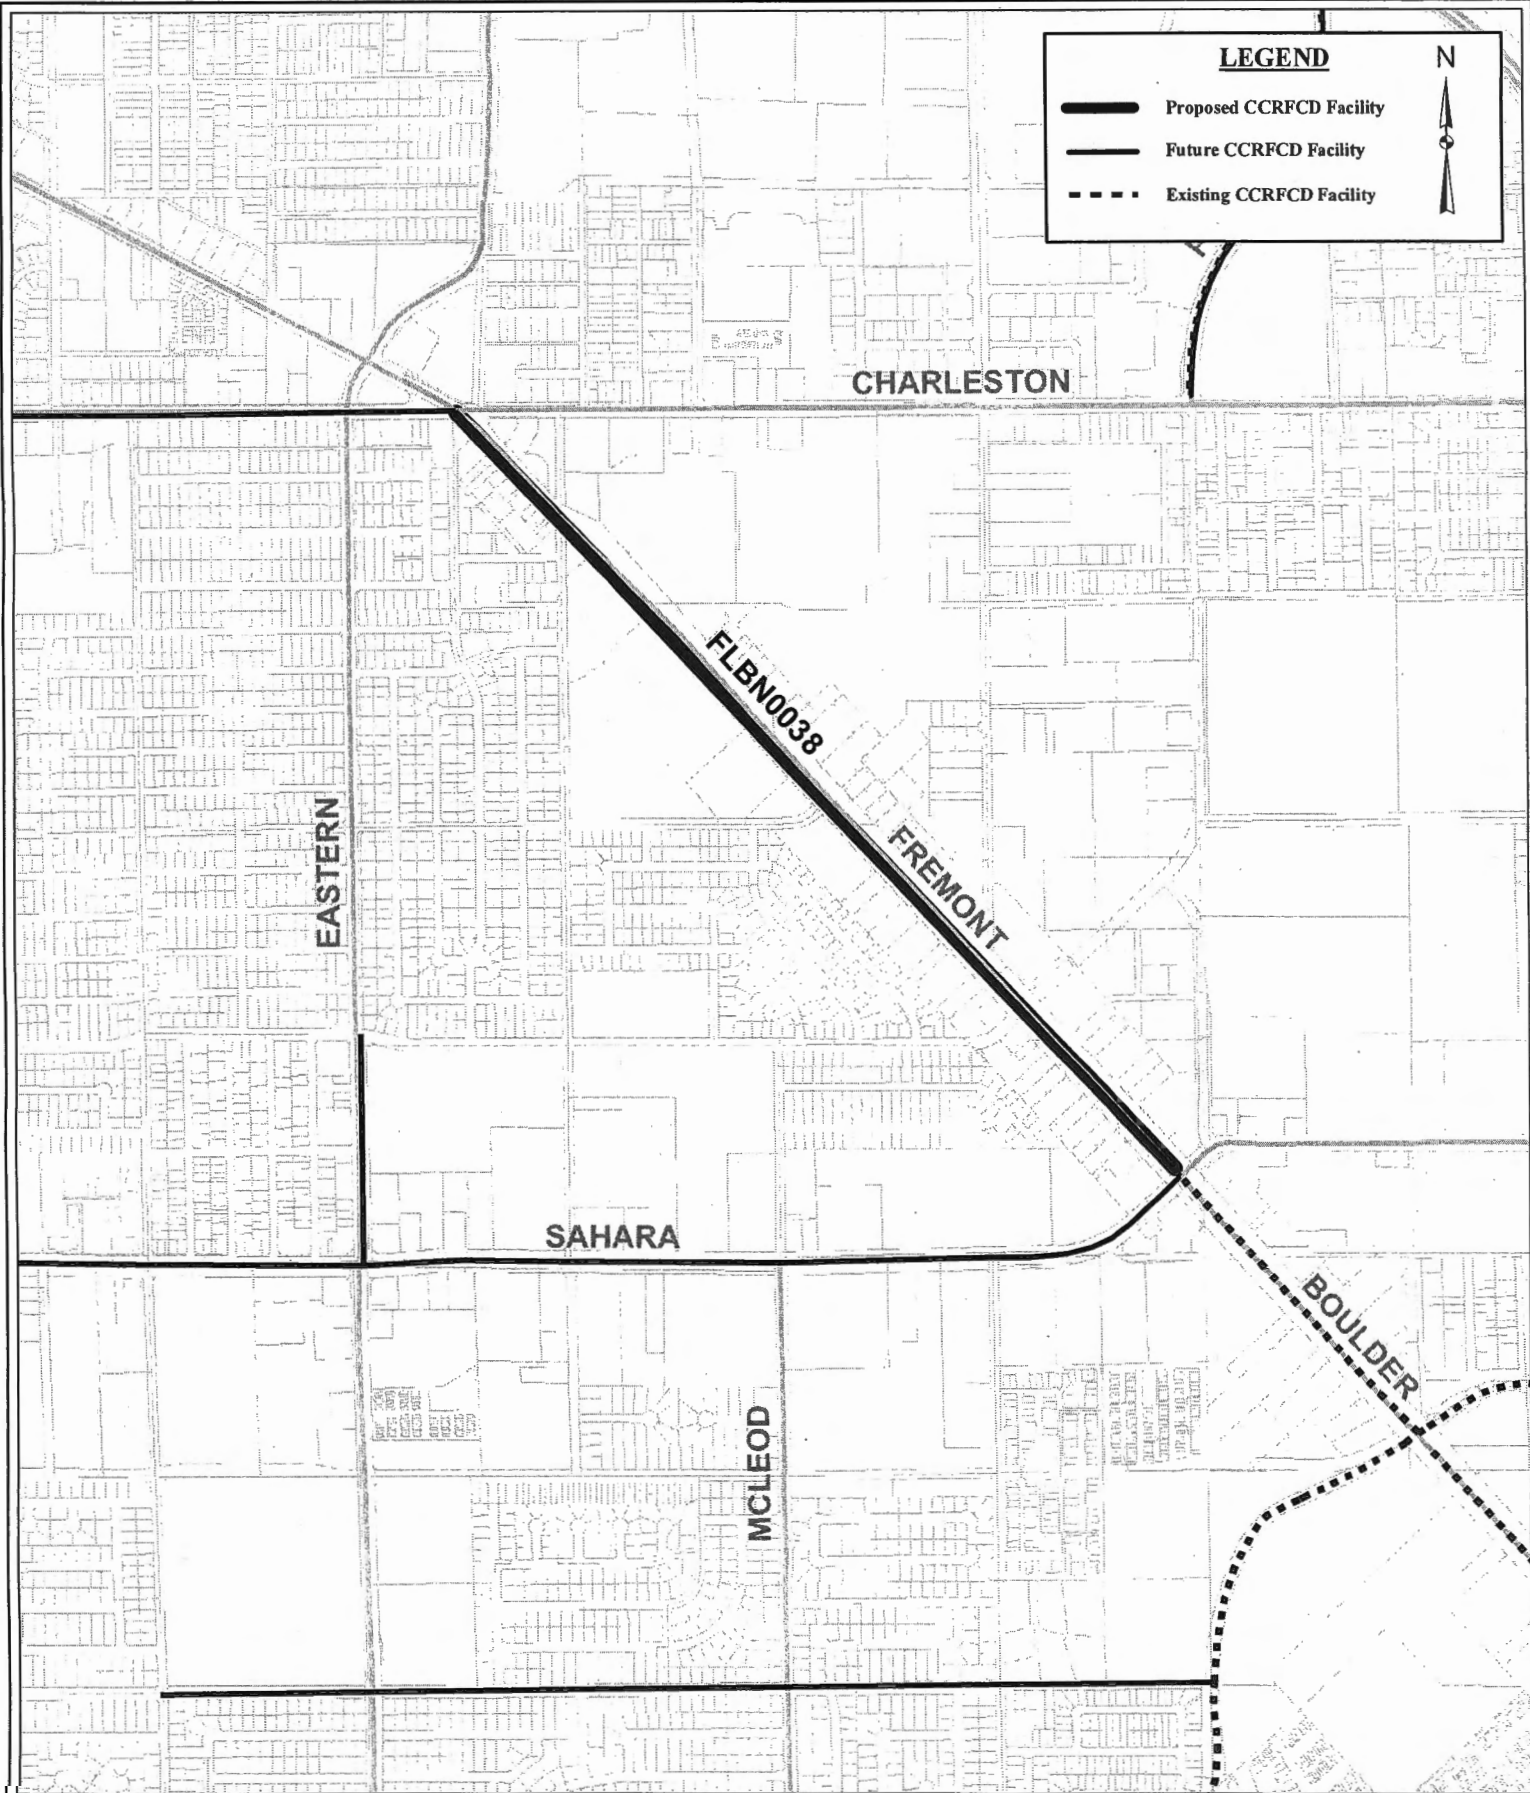 LEGEND
N
Proposed CCRFCD Facility
Future CCRFCD Facility
Existing CCRFCD Facility
CHARLESTON
FLBN0038
FREMONT
EASTERN
SAHARA
BOULDER
MCLEOD